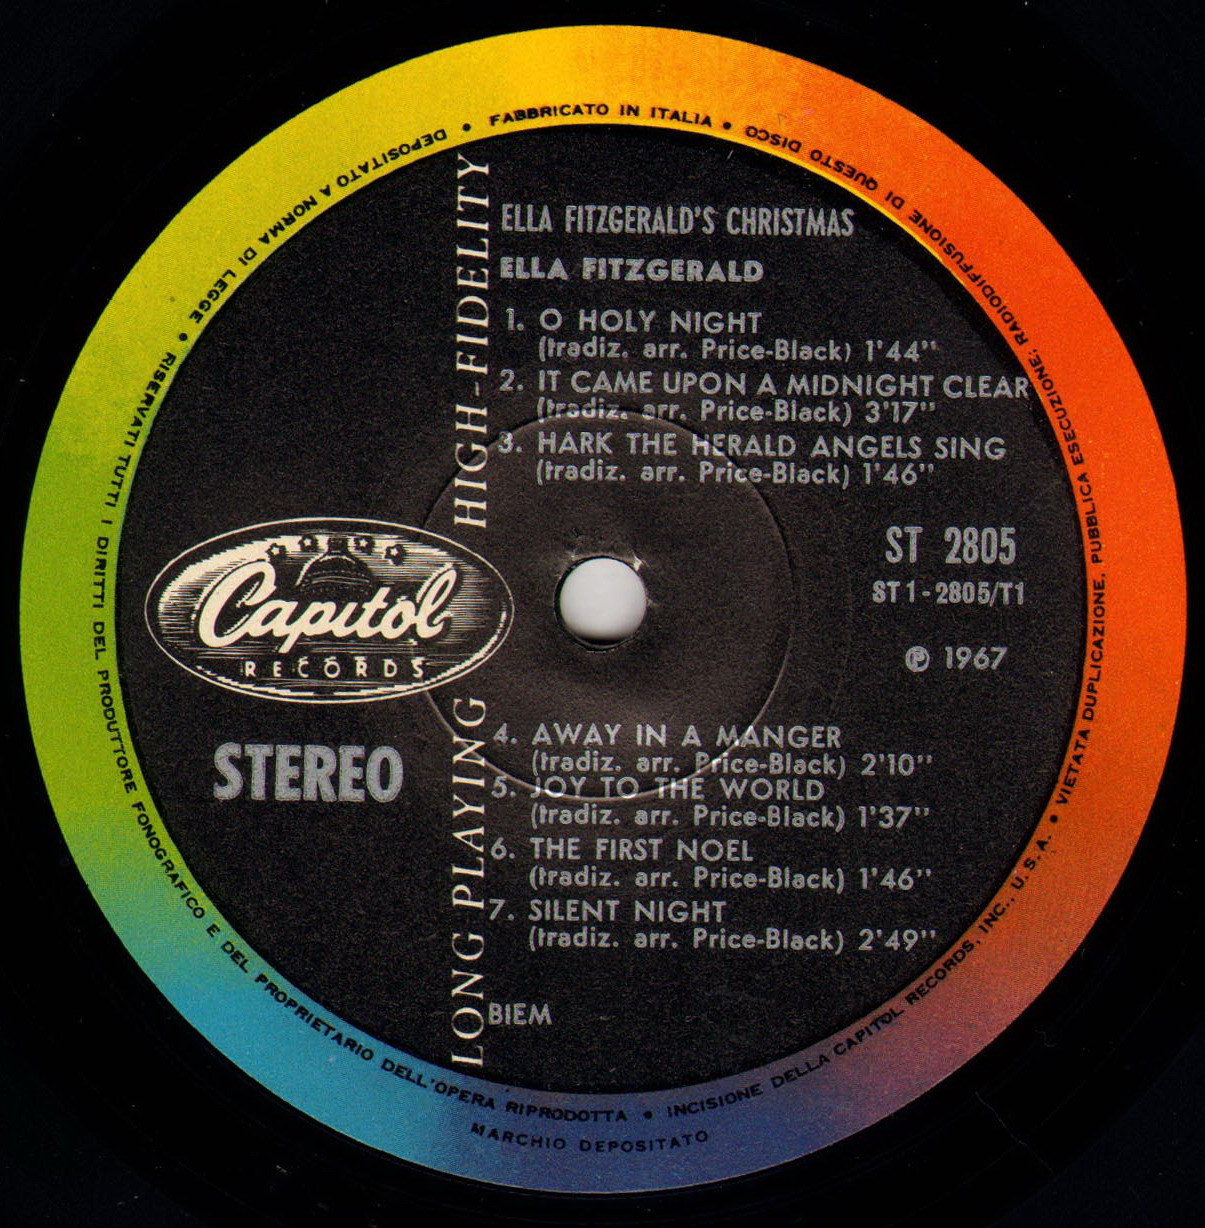 ELLA FITZGERALD'S CHRISTMAS
ELLA FITZGERALD
1. O HOLY NIGHT
(tradiz. arr. Price-Black) 1'44''
2. IT CAME UPON A MIDNIGHT CLEAR
(tradiz. arr. Price-Black) 3'17''
3. HARK THE HERALD ANGELS SING
(tradiz. arr. Price-Black) 1'46''
ST 2805
ST1-2805/T1
℗ 1967
Capitol
RECORDS
STEREO
LONG PLAYING HIGH-FIDELITY
4. AWAY IN A MANGER
(tradiz. arr. Price-Black) 2'10''
5. JOY TO THE WORLD
(tradiz. arr. Price-Black) 1'37''
6. THE FIRST NOEL
(tradiz. arr. Price-Black) 1'46''
7. SILENT NIGHT
(tradiz. arr. Price-Black) 2'49''
BIEM
FABBRICATO IN ITALIA • RISERVATI TUTTI I DIRITTI DEL PRODUTTORE FONOGRAFICO E DEL PROPRIETARIO DELL'OPERA RIPRODOTTA • INCISIONE DELLA CAPITOL RECORDS, INC., U.S.A. • VIETATA DUPLICAZIONE, PUBBLICA ESECUZIONE, RADIODIFFUSIONE DI QUESTO DISCO • DEPOSITATO A NORMA DI LEGGE •
MARCHIO DEPOSITATO